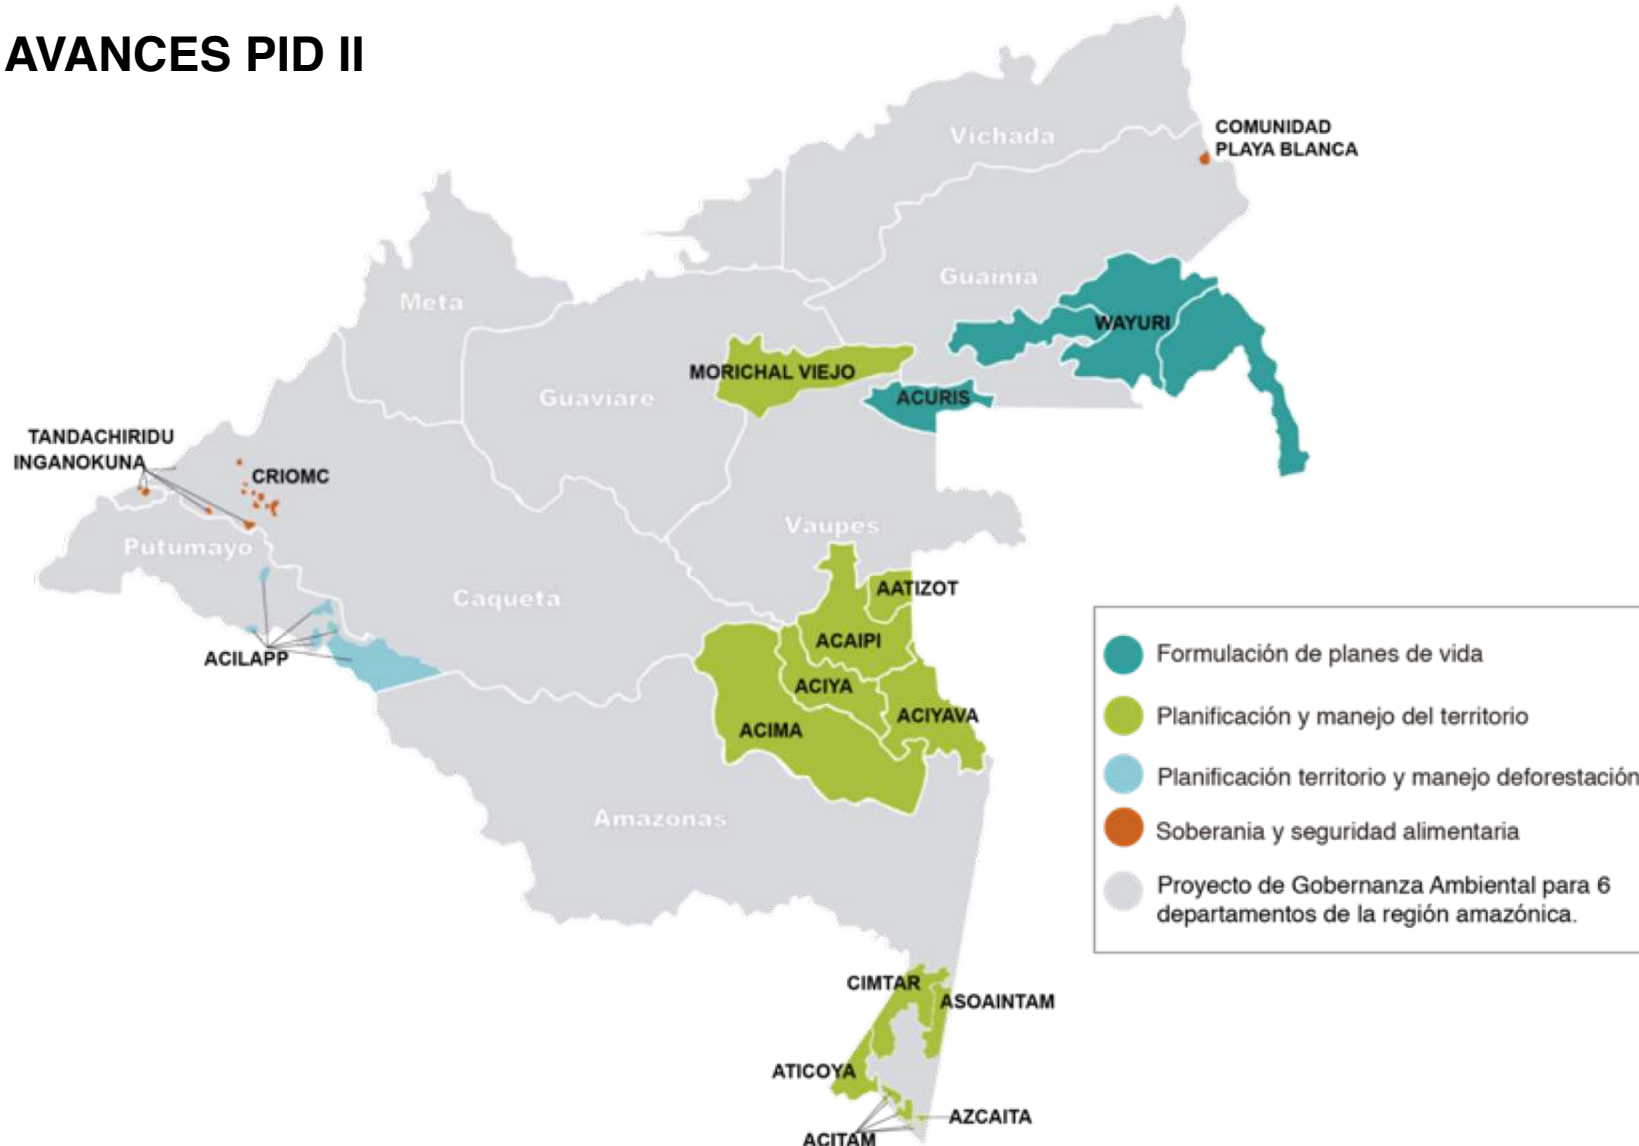 AVANCES PID II
Vichada
COMUNIDAD
PLAYA BLANCA
Guainia
Meta
WAYURI
MORICHAL VIEJO
Guaviare
ACURIS
TANDACHIRIDU
INGANOKUNA
CRIOMC
Vaupes
Putumayo
Caqueta
AATIZOT
ACAIPI
ACILAPP
ACIYA
ACIYAVA
ACIMA
Amazonas
Formulación de planes de vida
Planificación y manejo del territorio
Planificación territorio y manejo deforestación
Soberania y seguridad alimentaria
Proyecto de Gobernanza Ambiental para 6
departamentos de la región amazónica.
CIMTAR
ASOAINTAM
ATICOYA
AZCAITA
ACITAM